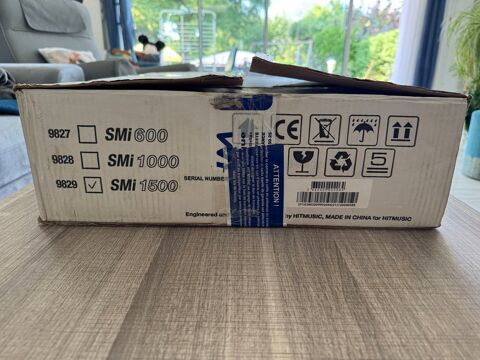 9827 SMi 600
9828 SMi 1000
9829 SMi 1500
SERIAL NUMBER
ATTENTION !
CE
5
Engineered an
by HITMUSIC, MADE IN CHINA for HITMUSIC